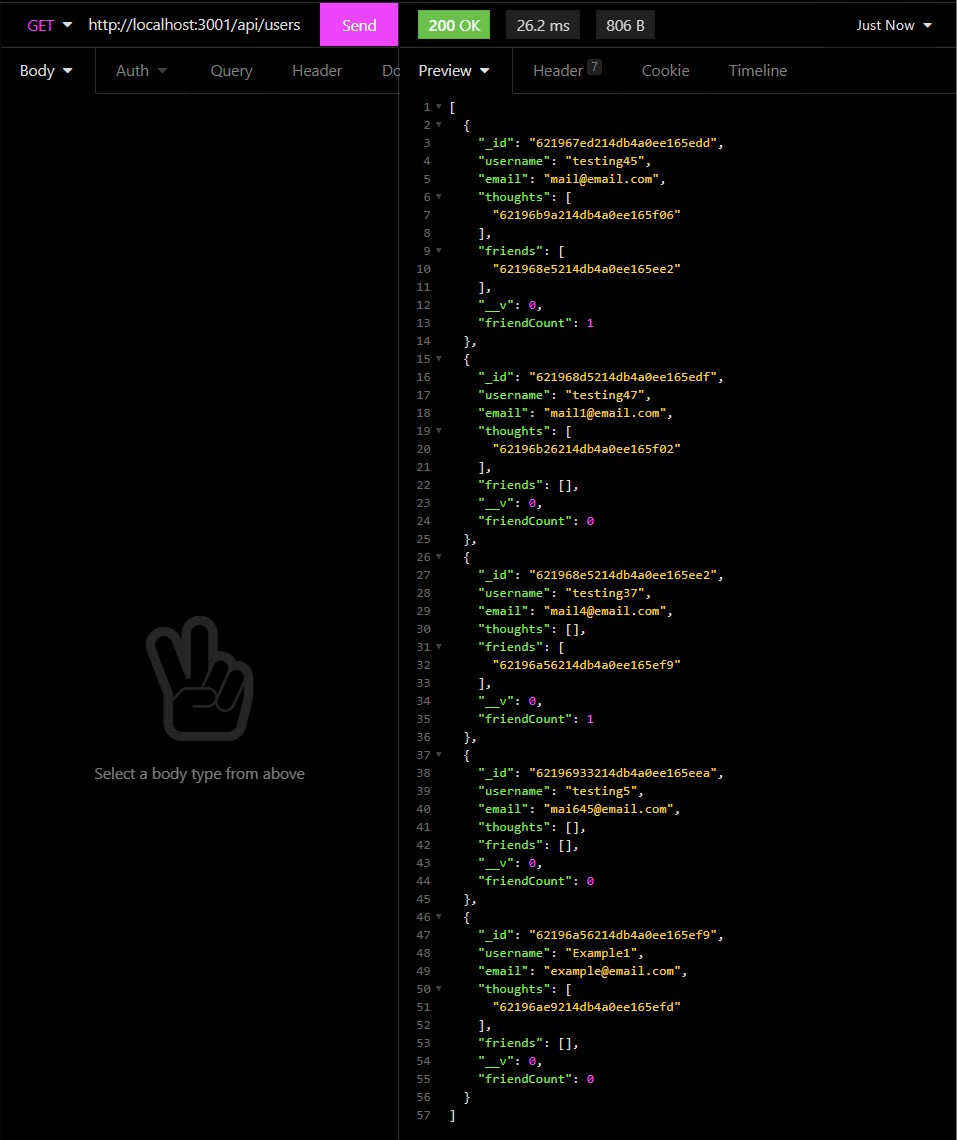 GET http://localhost:3001/api/users Send 200 OK 26.2 ms 806 B Just Now
Body Auth Query Header Do Preview Header 7 Cookie Timeline
1 [
2 {
3 "_id": "621967ed214db4a0ee165edd",
4 "username": "testing45",
5 "email": "mail@email.com",
6 "thoughts": [
7 "62196b9a214db4a0ee165f06"
8 ],
9 "friends": [
10 "621968e5214db4a0ee165ee2"
11 ],
12 "__v": 0,
13 "friendCount": 1
14 },
15 {
16 "_id": "621968d5214db4a0ee165edf",
17 "username": "testing47",
18 "email": "mail1@email.com",
19 "thoughts": [
20 "62196b26214db4a0ee165f02"
21 ],
22 "friends": [],
23 "__v": 0,
24 "friendCount": 0
25 },
26 {
27 "_id": "621968e5214db4a0ee165ee2",
28 "username": "testing37",
29 "email": "mail4@email.com",
30 "thoughts": [],
31 "friends": [
32 "62196a56214db4a0ee165ef9"
33 ],
34 "__v": 0,
35 "friendCount": 1
36 },
37 {
38 "_id": "62196933214db4a0ee165eea",
39 "username": "testing5",
40 "email": "mai645@email.com",
41 "thoughts": [],
42 "friends": [],
43 "__v": 0,
44 "friendCount": 0
45 },
46 {
47 "_id": "62196a56214db4a0ee165ef9",
48 "username": "Example1",
49 "email": "example@email.com",
50 "thoughts": [
51 "62196ae9214db4a0ee165efd"
52 ],
53 "friends": [],
54 "__v": 0,
55 "friendCount": 0
56 }
57 ]
Select a body type from above